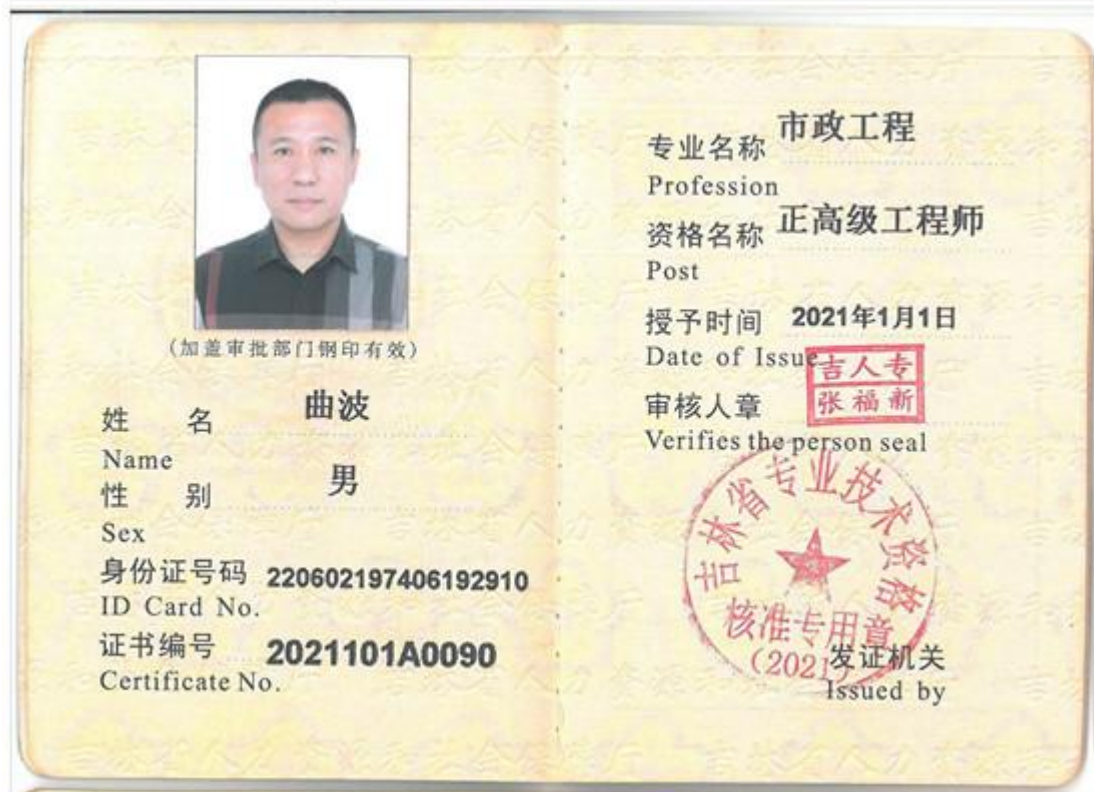 (加盖审批部门钢印有效)
姓 名 曲波
Name
性 别 男
Sex
身份证号码 220602197406192910
ID Card No.
证书编号 2021101A0090
Certificate No.
专业名称 市政工程
Profession
资格名称 正高级工程师
Post
授予时间 2021年1月1日
Date of Issue
吉人专
张福新
审核人章
Verifies the person seal
吉林省专业技术资格
核准专用章
(2021)
发证机关
Issued by